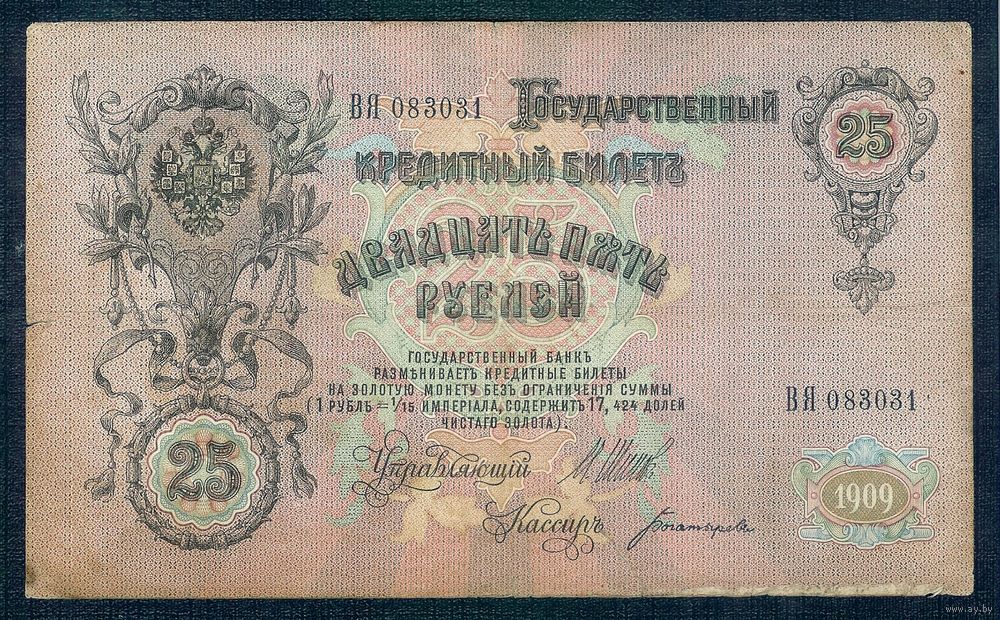 ВЯ 083031
Государственный
Кредитный Билетъ
25
Двадцать пять
рублей
Государственный банкъ
размѣниваетъ кредитные билеты
на золотую монету безъ ограниченія суммы
(1 рубль = 1/15 имперіала, содержитъ 17, 424 долей
чистаго золота).
ВЯ 083031
25
Управляющій И.Шипов
Кассиръ Богатырев
1909
www.ay.by